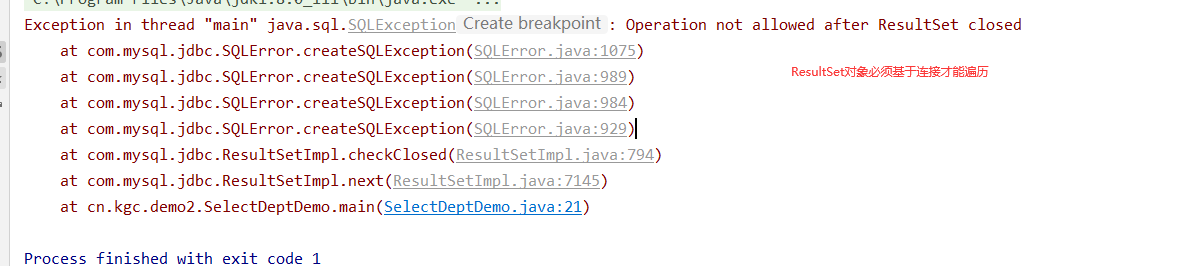 C:\Program Files\Java\jdk1.8.0_111\bin\java.exe" ...
Exception in thread "main" java.sql.SQLException Create breakpoint : Operation not allowed after ResultSet closed
at com.mysql.jdbc.SQLError.createSQLException(SQLError.java:1075)
at com.mysql.jdbc.SQLError.createSQLException(SQLError.java:989)
ResultSet对象必须基于连接才能遍历
at com.mysql.jdbc.SQLError.createSQLException(SQLError.java:984)
at com.mysql.jdbc.SQLError.createSQLException(SQLError.java:929)
at com.mysql.jdbc.ResultSetImpl.checkClosed(ResultSetImpl.java:794)
at com.mysql.jdbc.ResultSetImpl.next(ResultSetImpl.java:7145)
at cn.kgc.demo2.SelectDeptDemo.main(SelectDeptDemo.java:21)
Process finished with exit code 1